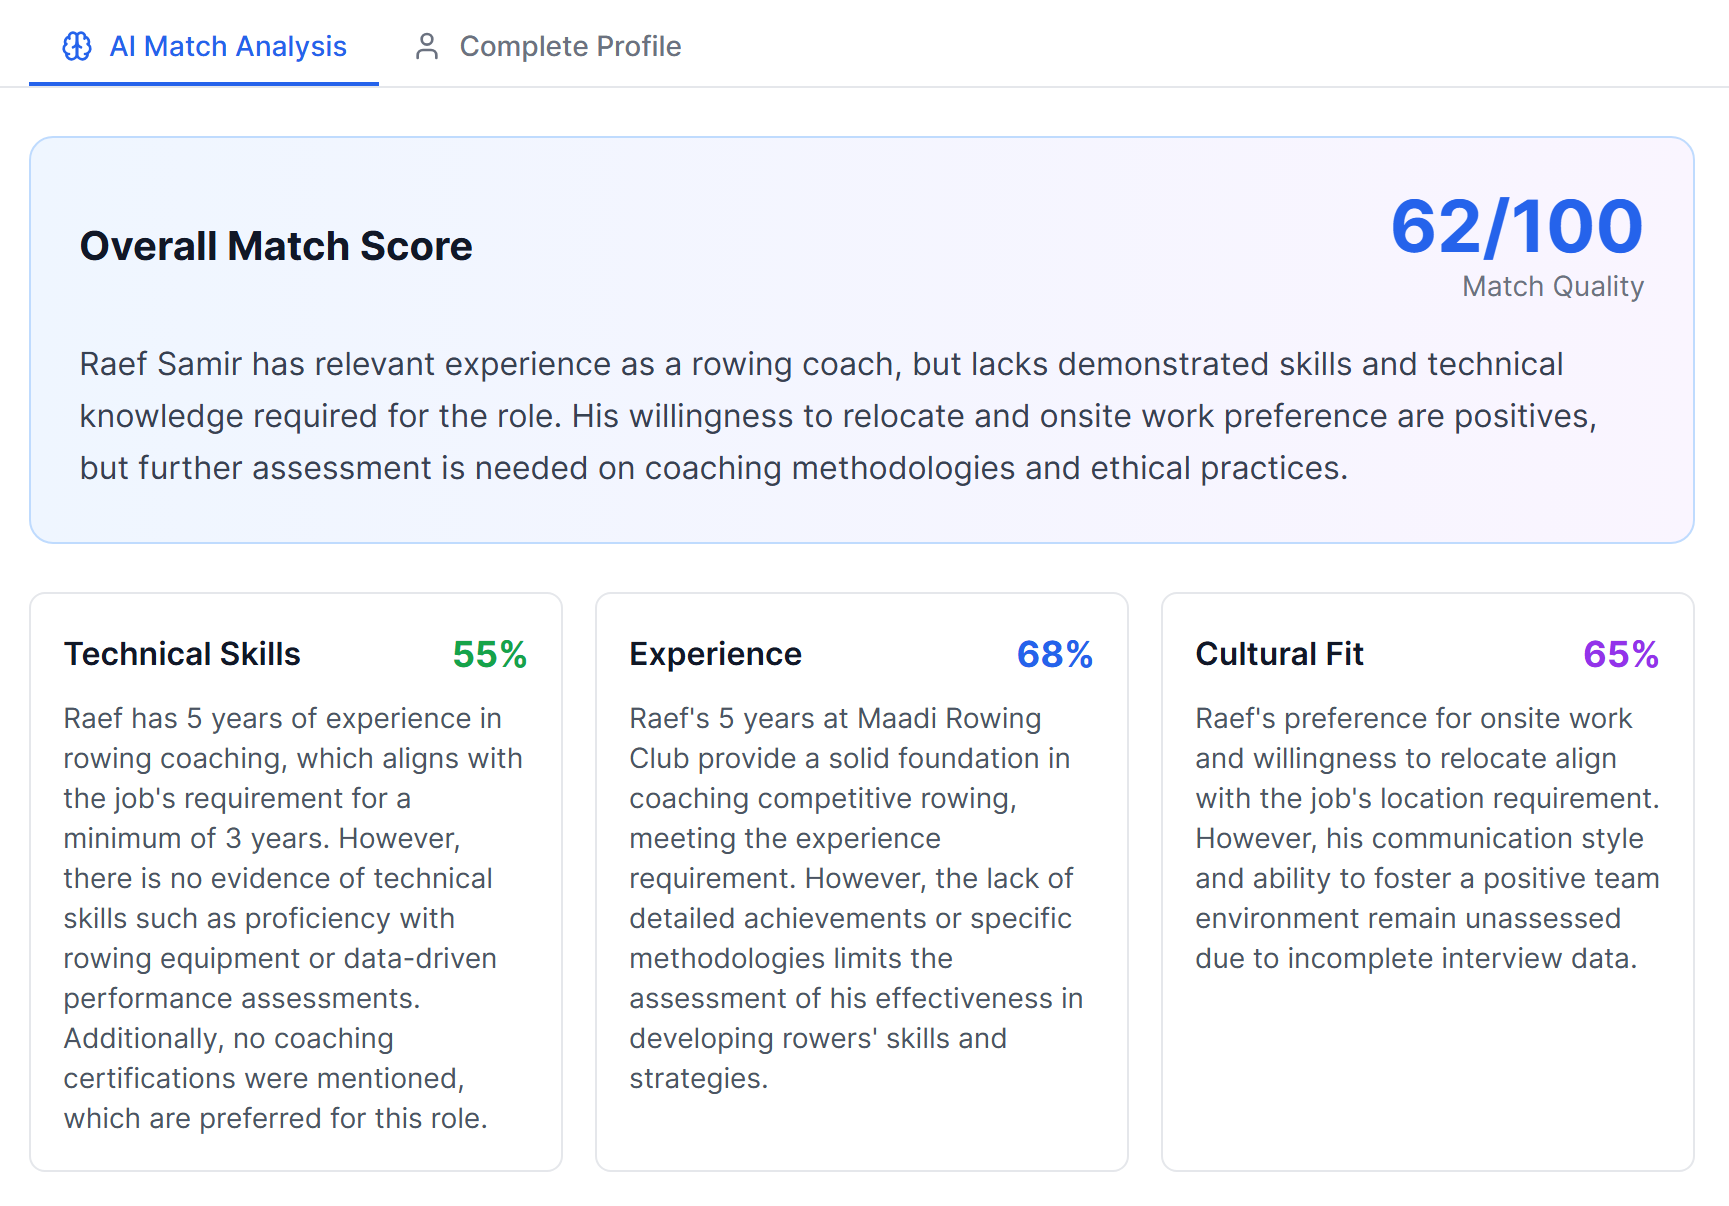 AI Match Analysis
Complete Profile
Overall Match Score
62/100
Match Quality
Raef Samir has relevant experience as a rowing coach, but lacks demonstrated skills and technical
knowledge required for the role. His willingness to relocate and onsite work preference are positives,
but further assessment is needed on coaching methodologies and ethical practices.
Technical Skills
55%
Raef has 5 years of experience in
rowing coaching, which aligns with
the job's requirement for a
minimum of 3 years. However,
there is no evidence of technical
skills such as proficiency with
rowing equipment or data-driven
performance assessments.
Additionally, no coaching
certifications were mentioned,
which are preferred for this role.
Experience
68%
Raef's 5 years at Maadi Rowing
Club provide a solid foundation in
coaching competitive rowing,
meeting the experience
requirement. However, the lack of
detailed achievements or specific
methodologies limits the
assessment of his effectiveness in
developing rowers' skills and
strategies.
Cultural Fit
65%
Raef's preference for onsite work
and willingness to relocate align
with the job's location requirement.
However, his communication style
and ability to foster a positive team
environment remain unassessed
due to incomplete interview data.